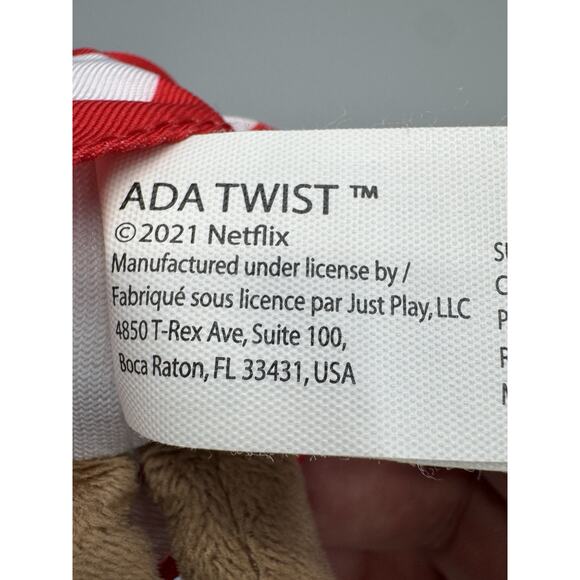 ADA TWIST ™
© 2021 Netflix
Manufactured under license by /
Fabriqué sous licence par Just Play, LLC
4850 T-Rex Ave, Suite 100,
Boca Raton, FL 33431, USA